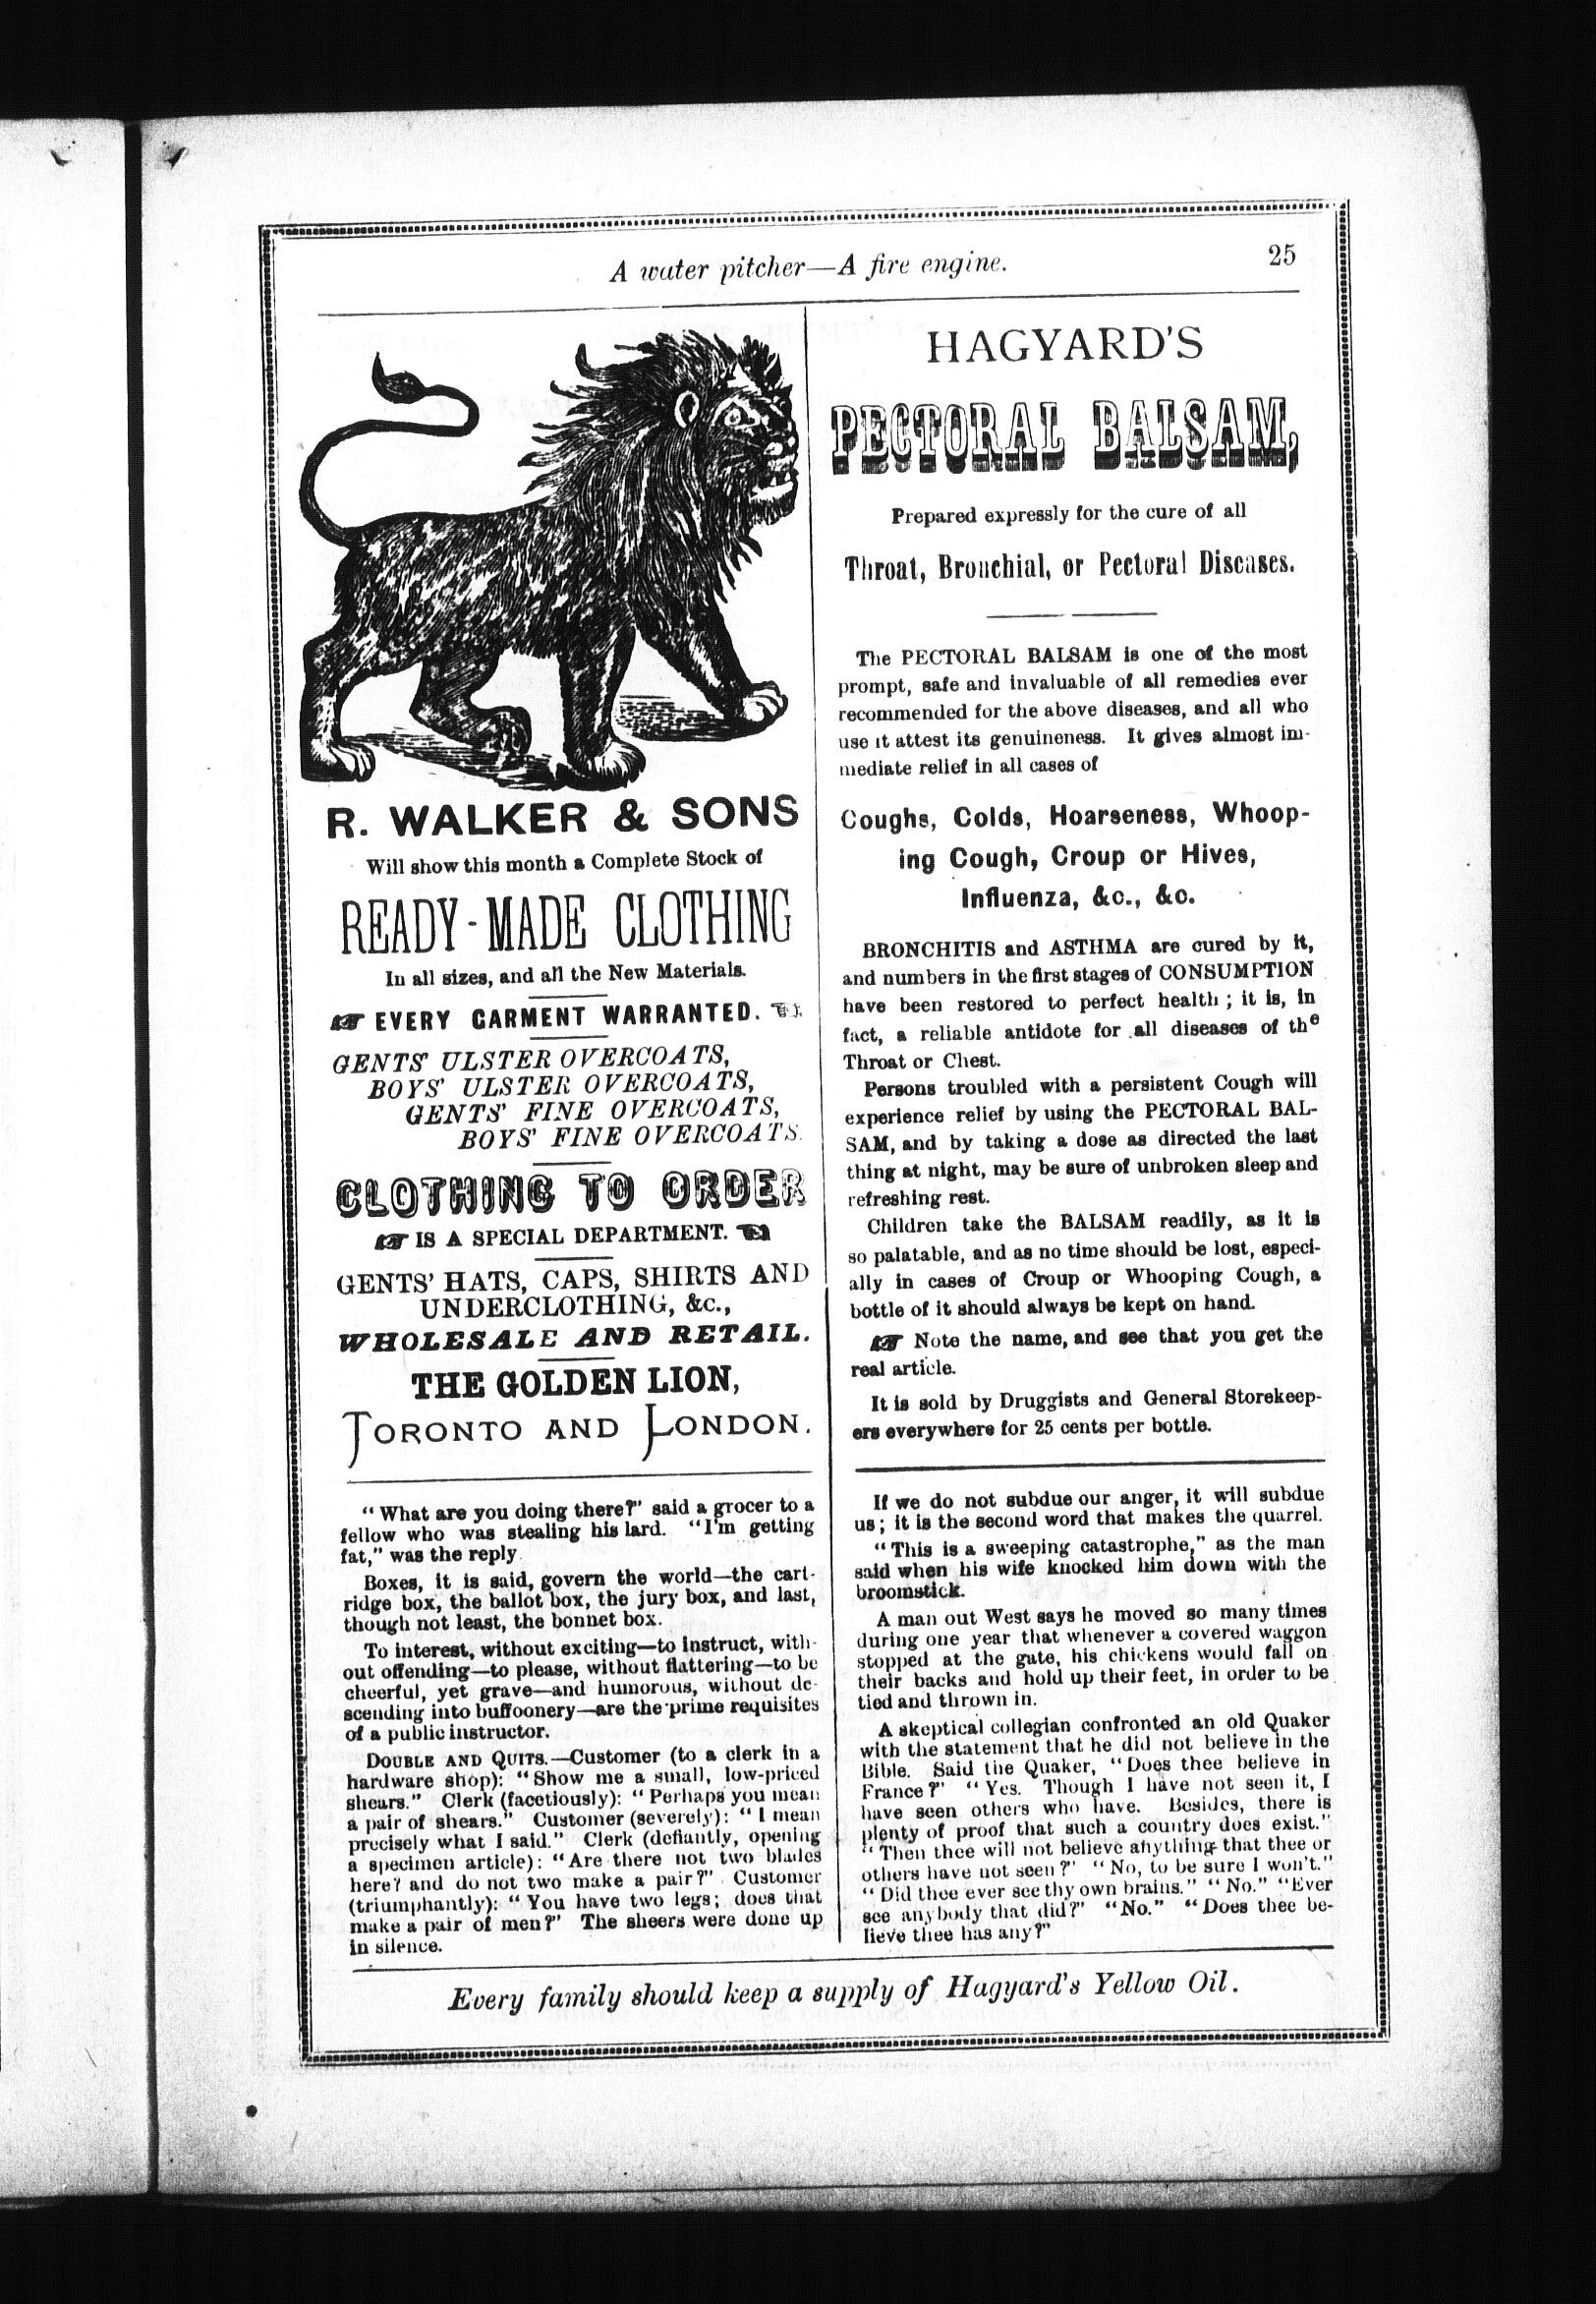 A water pitcher—A fire engine.
25
R. WALKER & SONS
Will show this month a Complete Stock of
READY-MADE CLOTHING
In all sizes, and all the New Materials.
☞ EVERY GARMENT WARRANTED. ☜
GENTS' ULSTER OVERCOATS,
BOYS' ULSTER OVERCOATS,
GENTS' FINE OVERCOATS,
BOYS' FINE OVERCOATS.
CLOTHING TO ORDER
☞ IS A SPECIAL DEPARTMENT. ☜
GENTS' HATS, CAPS, SHIRTS AND
UNDERCLOTHING, &c.,
WHOLESALE AND RETAIL.
THE GOLDEN LION,
TORONTO AND LONDON.
"What are you doing there?" said a grocer to a
fellow who was stealing his lard. "I'm getting
fat," was the reply.
Boxes, it is said, govern the world—the cart-
ridge box, the ballot box, the jury box, and last,
though not least, the bonnet box.
To interest, without exciting—to instruct, with-
out offending—to please, without flattering—to be
cheerful, yet grave—and humorous, without de-
scending into buffoonery—are the prime requisites
of a public instructor.
DOUBLE AND QUITS.—Customer (to a clerk in a
hardware shop): "Show me a small, low-priced
shears." Clerk (facetiously): "Perhaps you mean
a pair of shears." Customer (severely): "I mean
precisely what I said." Clerk (defiantly, opening
a specimen article): "Are there not two blades
here? and do not two make a pair?" Customer
(triumphantly): "You have two legs; does that
make a pair of men?" The sheers were done up
in silence.
HAGYARD'S
PECTORAL BALSAM,
Prepared expressly for the cure of all
Throat, Bronchial, or Pectoral Diseases.
The PECTORAL BALSAM is one of the most
prompt, safe and invaluable of all remedies ever
recommended for the above diseases, and all who
use it attest its genuineness. It gives almost im-
mediate relief in all cases of
Coughs, Colds, Hoarseness, Whoop-
ing Cough, Croup or Hives,
Influenza, &c., &c.
BRONCHITIS and ASTHMA are cured by it,
and numbers in the first stages of CONSUMPTION
have been restored to perfect health; it is, in
fact, a reliable antidote for all diseases of the
Throat or Chest.
Persons troubled with a persistent Cough will
experience relief by using the PECTORAL BAL-
SAM, and by taking a dose as directed the last
thing at night, may be sure of unbroken sleep and
refreshing rest.
Children take the BALSAM readily, as it is
so palatable, and as no time should be lost, especi-
ally in cases of Croup or Whooping Cough, a
bottle of it should always be kept on hand.
☞ Note the name, and see that you get the
real article.
It is sold by Druggists and General Storekeep-
ers everywhere for 25 cents per bottle.
If we do not subdue our anger, it will subdue
us; it is the second word that makes the quarrel.
"This is a sweeping catastrophe," as the man
said when his wife knocked him down with the
broomstick.
A man out West says he moved so many times
during one year that whenever a covered waggon
stopped at the gate, his chickens would fall on
their backs and hold up their feet, in order to be
tied and thrown in.
A skeptical collegian confronted an old Quaker
with the statement that he did not believe in the
Bible. Said the Quaker, "Does thee believe in
France?" "Yes. Though I have not seen it, I
have seen others who have. Besides, there is
plenty of proof that such a country does exist."
"Then thee will not believe anything that thee or
others have not seen?" "No, to be sure I won't."
"Did thee ever see thy own brains." "No." "Ever
see anybody that did?" "No." "Does thee be-
lieve thee has any?"
Every family should keep a supply of Hagyard's Yellow Oil.